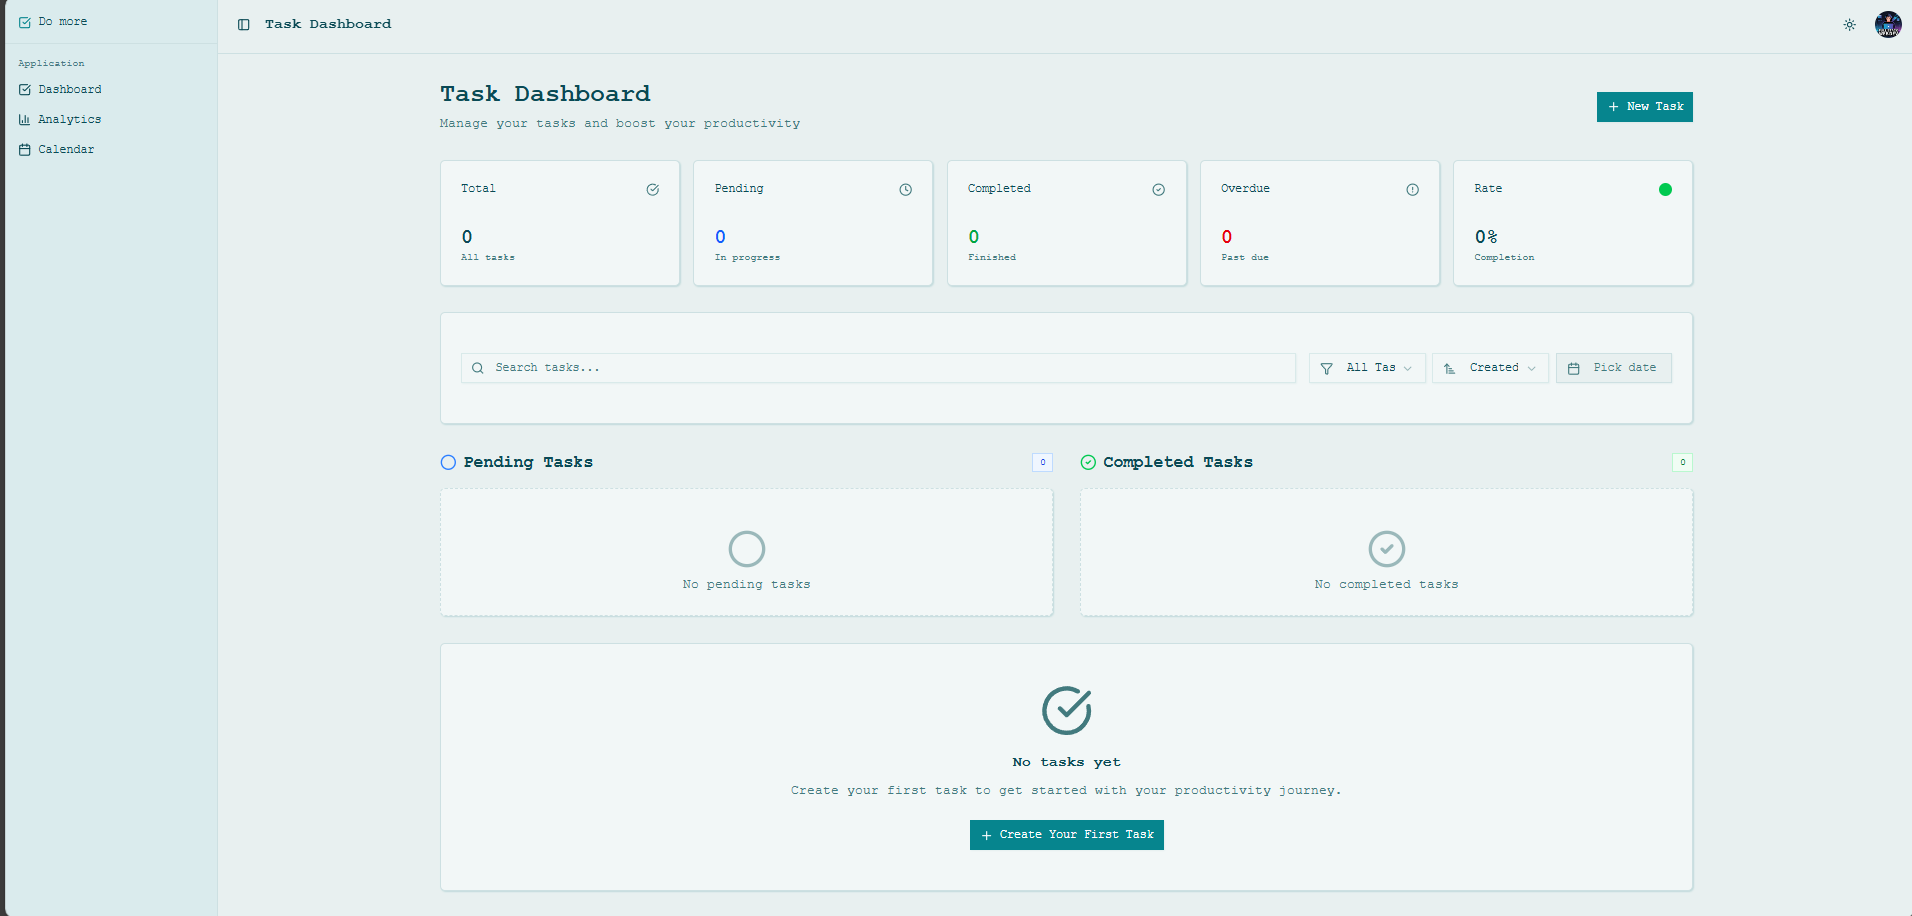 Do more
Application
Dashboard
Analytics
Calendar
Task Dashboard
Task Dashboard
Manage your tasks and boost your productivity
+ New Task
Total
0
All tasks
Pending
0
In progress
Completed
0
Finished
Overdue
0
Past due
Rate
0%
Completion
Search tasks...
All Tas
Created
Pick date
Pending Tasks
0
No pending tasks
Completed Tasks
0
No completed tasks
No tasks yet
Create your first task to get started with your productivity journey.
+ Create Your First Task